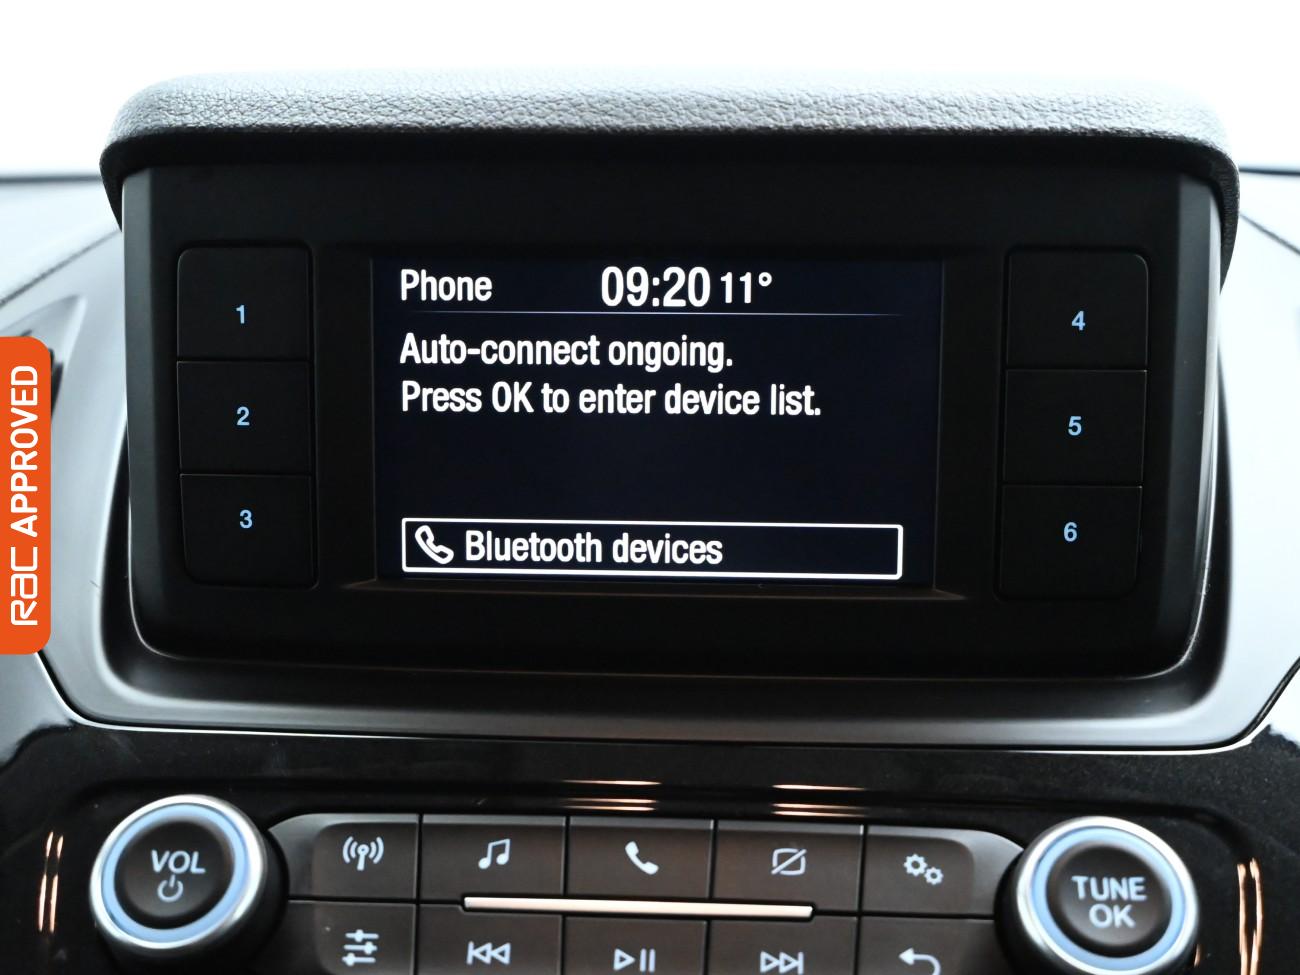 Phone 09:20 11°
Auto-connect ongoing.
Press OK to enter device list.
Bluetooth devices
1
2
3
4
5
6
RAC APPROVED
VOL
TUNE
OK